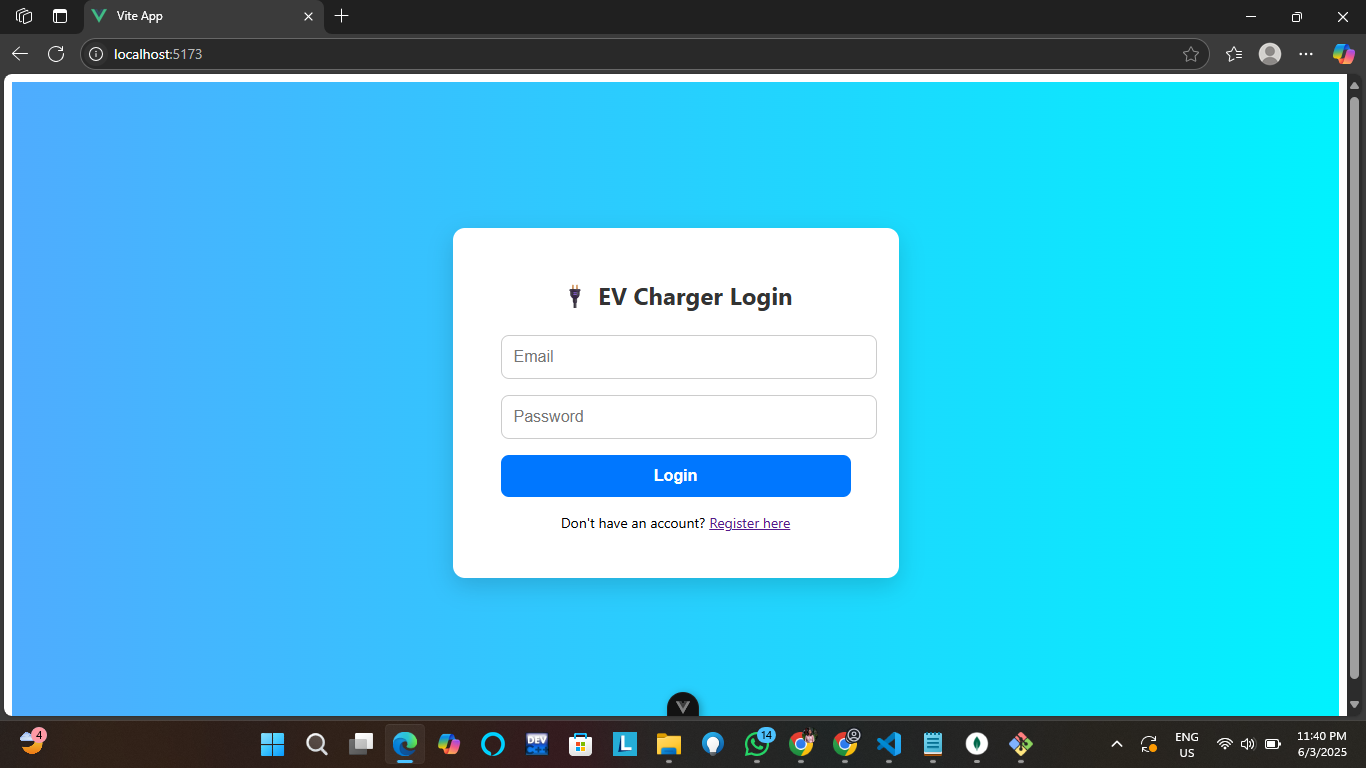 Vite App
localhost:5173
EV Charger Login
Email
Password
Login
Don't have an account? Register here
4
DEV
L
14
ENG
US
11:40 PM
6/3/2025